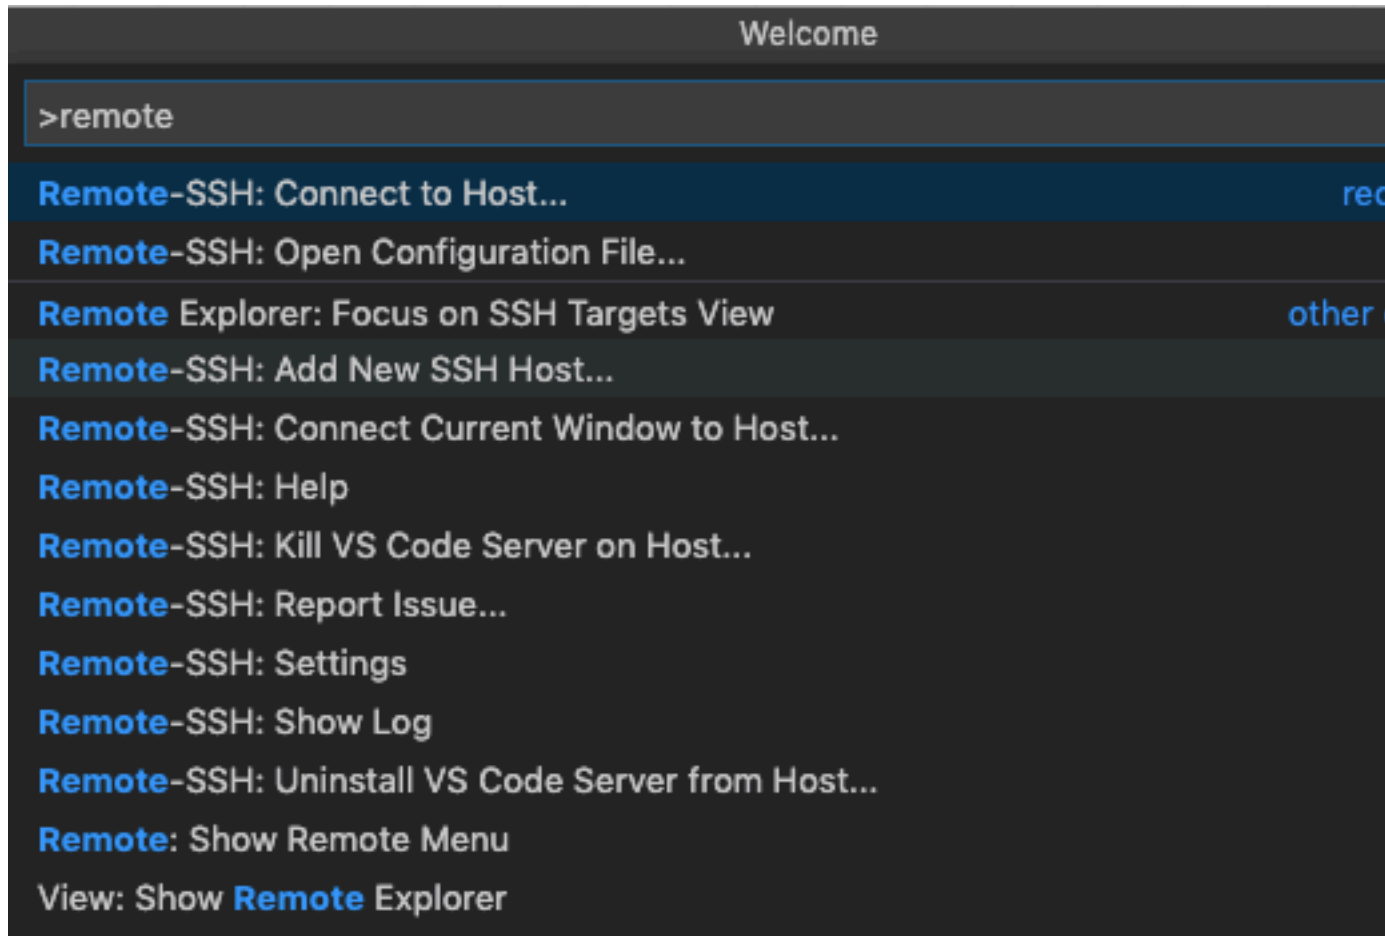 Welcome
>remote
Remote-SSH: Connect to Host...
Remote-SSH: Open Configuration File...
Remote Explorer: Focus on SSH Targets View other
Remote-SSH: Add New SSH Host...
Remote-SSH: Connect Current Window to Host...
Remote-SSH: Help
Remote-SSH: Kill VS Code Server on Host...
Remote-SSH: Report Issue...
Remote-SSH: Settings
Remote-SSH: Show Log
Remote-SSH: Uninstall VS Code Server from Host...
Remote: Show Remote Menu
View: Show Remote Explorer